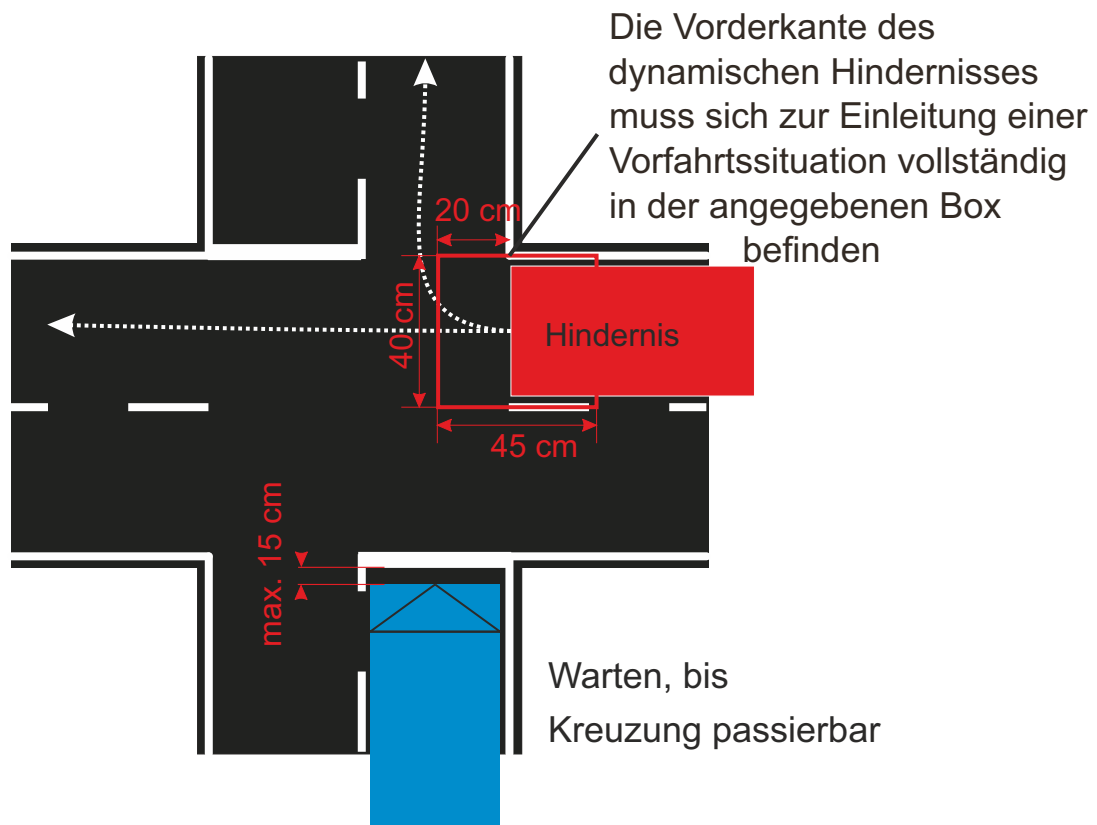 Die Vorderkante des
dynamischen Hindernisses
muss sich zur Einleitung einer
Vorfahrtssituation vollständig
in der angegebenen Box
befinden
20 cm
40 cm
Hindernis
45 cm
max. 15 cm
Warten, bis
Kreuzung passierbar